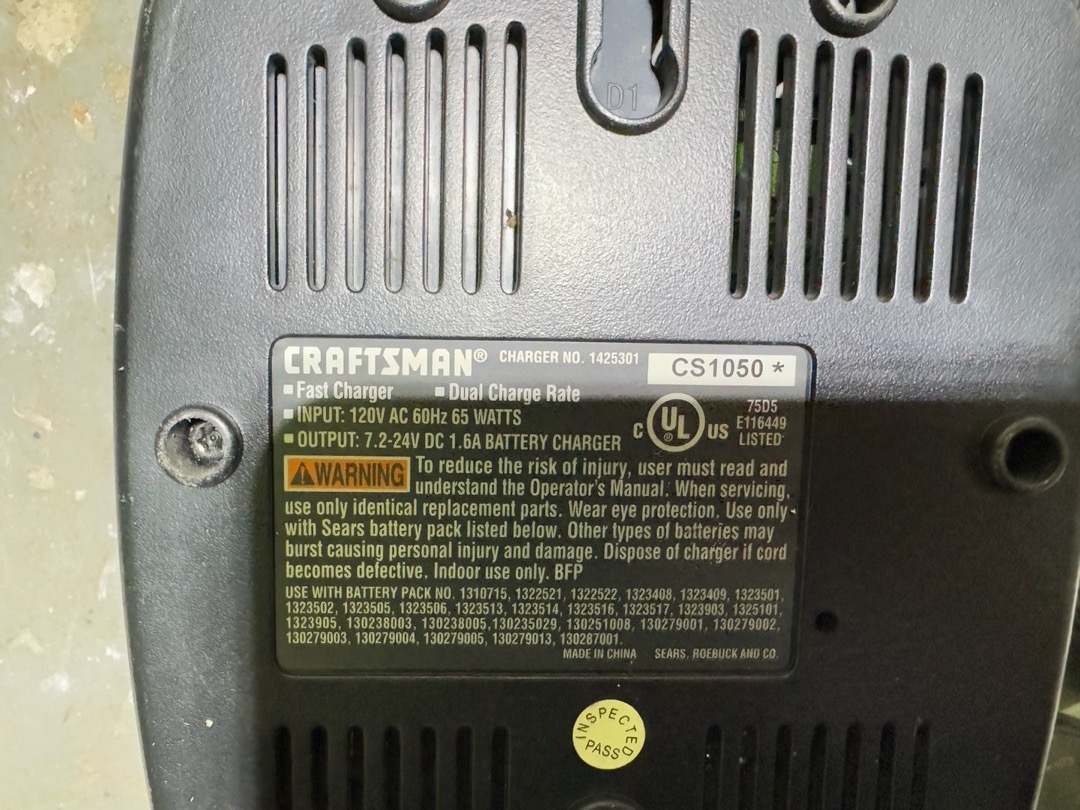 D1
CRAFTSMAN® CHARGER NO. 1425301 CS1050 *
▪ Fast Charger ▪ Dual Charge Rate
▪ INPUT: 120V AC 60Hz 65 WATTS
▪ OUTPUT: 7.2-24V DC 1.6A BATTERY CHARGER
C UL® US
75D5
E116449
LISTED
⚠WARNING To reduce the risk of injury, user must read and
understand the Operator's Manual. When servicing,
use only identical replacement parts. Wear eye protection. Use only
with Sears battery pack listed below. Other types of batteries may
burst causing personal injury and damage. Dispose of charger if cord
becomes defective. Indoor use only. BFP
USE WITH BATTERY PACK NO. 1310715, 1322521, 1322522, 1323408, 1323409, 1323501,
1323502, 1323505, 1323506, 1323513, 1323514, 1323516, 1323517, 1323903, 1325101,
1323905, 130238003, 130238005,130235029, 130251008, 130279001, 130279002,
130279003, 130279004, 130279005, 130279013, 130287001.
MADE IN CHINA SEARS, ROEBUCK AND CO.
INSPECTED
PASS